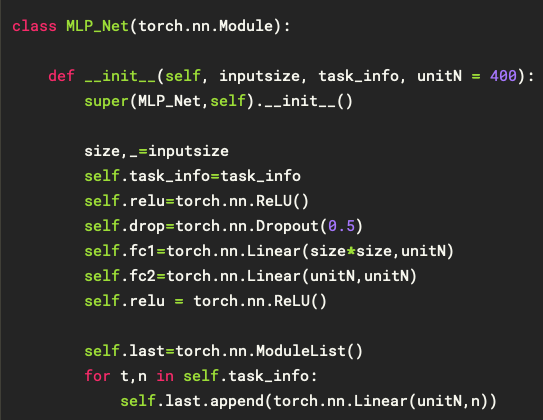 class MLP_Net(torch.nn.Module):
def __init__(self, inputsize, task_info, unitN = 400):
super(MLP_Net,self).__init__()
size,_=inputsize
self.task_info=task_info
self.relu=torch.nn.ReLU()
self.drop=torch.nn.Dropout(0.5)
self.fc1=torch.nn.Linear(size*size,unitN)
self.fc2=torch.nn.Linear(unitN,unitN)
self.relu = torch.nn.ReLU()
self.last=torch.nn.ModuleList()
for t,n in self.task_info:
self.last.append(torch.nn.Linear(unitN,n))